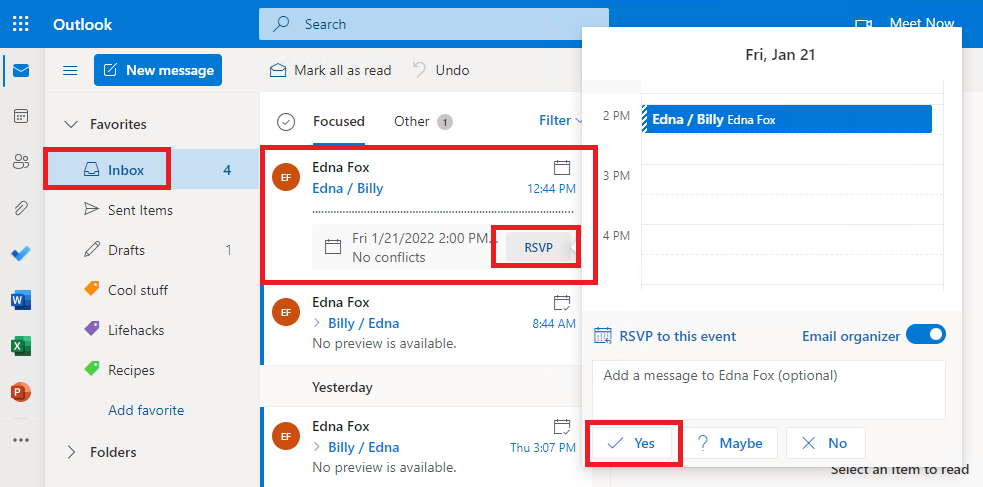 Outlook
Search
Meet Now
New message
Mark all as read
Undo
Favorites
Inbox 4
Sent Items
Drafts 1
Cool stuff
Lifehacks
Recipes
Add favorite
Folders
Focused
Other 1
Filter
EF
Edna Fox
Edna / Billy 12:44 PM
Fri 1/21/2022 2:00 PM...
No conflicts
RSVP
EF
Edna Fox
Billy / Edna 8:44 AM
No preview is available.
Yesterday
EF
Edna Fox
Billy / Edna Thu 3:07 PM
No preview is available.
Fri, Jan 21
2 PM
Edna / Billy Edna Fox
3 PM
4 PM
RSVP to this event
Email organizer
Add a message to Edna Fox (optional)
Yes
? Maybe
No
Select an item to read
W
X
P